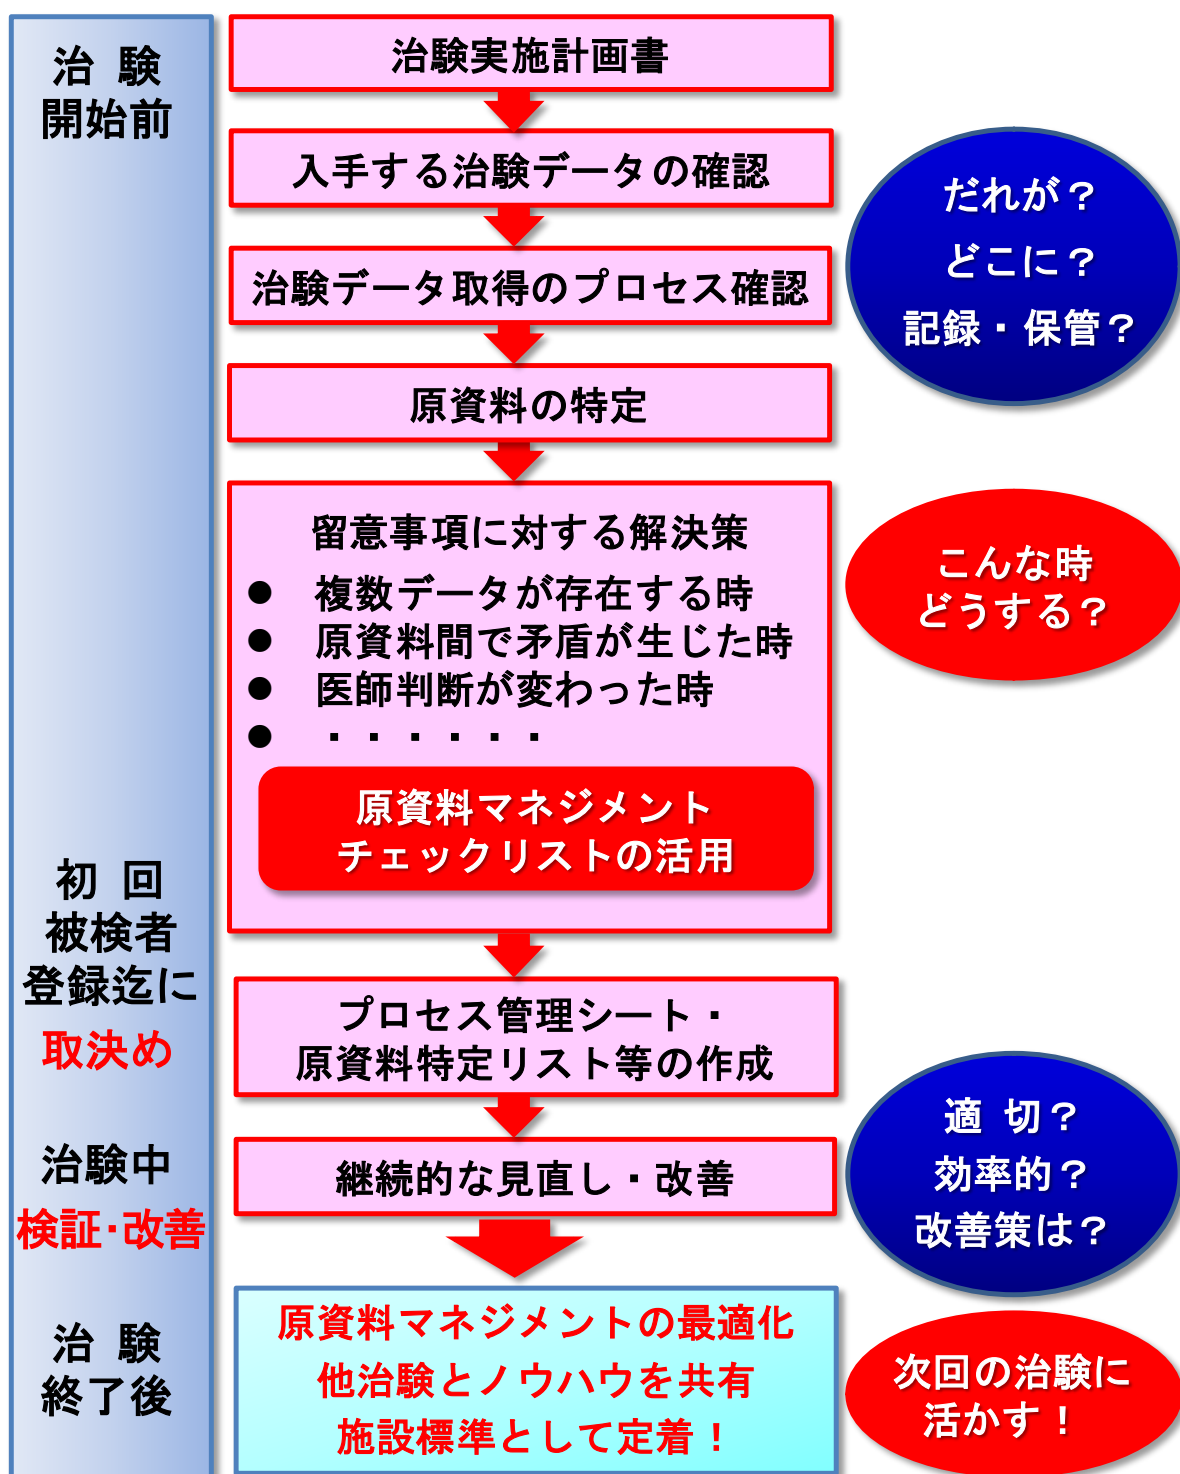 治 験
開始前
治験実施計画書
入手する治験データの確認
治験データ取得のプロセス確認
だれが？
どこに？
記録・保管？
原資料の特定
留意事項に対する解決策
● 複数データが存在する時
● 原資料間で矛盾が生じた時
● 医師判断が変わった時
● ・・・・・・
原資料マネジメント
チェックリストの活用
こんな時
どうする？
初 回
被検者
登録迄に
取決め
プロセス管理シート・
原資料特定リスト等の作成
治験中
検証・改善
継続的な見直し・改善
適 切？
効率的？
改善策は？
治 験
終了後
原資料マネジメントの最適化
他治験とノウハウを共有
施設標準として定着！
次回の治験に
活かす！